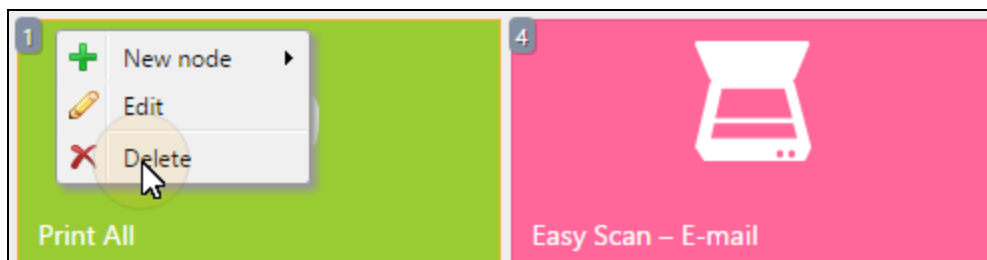 1
New node
Edit
Delete
Print All
4
Easy Scan – E-mail